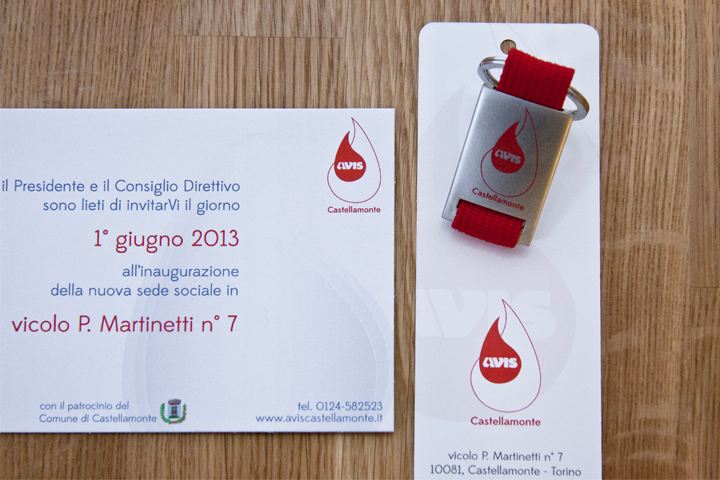 AVIS
Castellamonte
il Presidente e il Consiglio Direttivo
sono lieti di invitarVi il giorno
1° giugno 2013
all'inaugurazione
della nuova sede sociale in
vicolo P. Martinetti n° 7
con il patrocinio del
Comune di Castellamonte
tel. 0124-582523
www.aviscastellamonte.it
AVIS
Castellamonte
AVIS
AVIS
Castellamonte
vicolo P. Martinetti n° 7
10081, Castellamonte - Torino